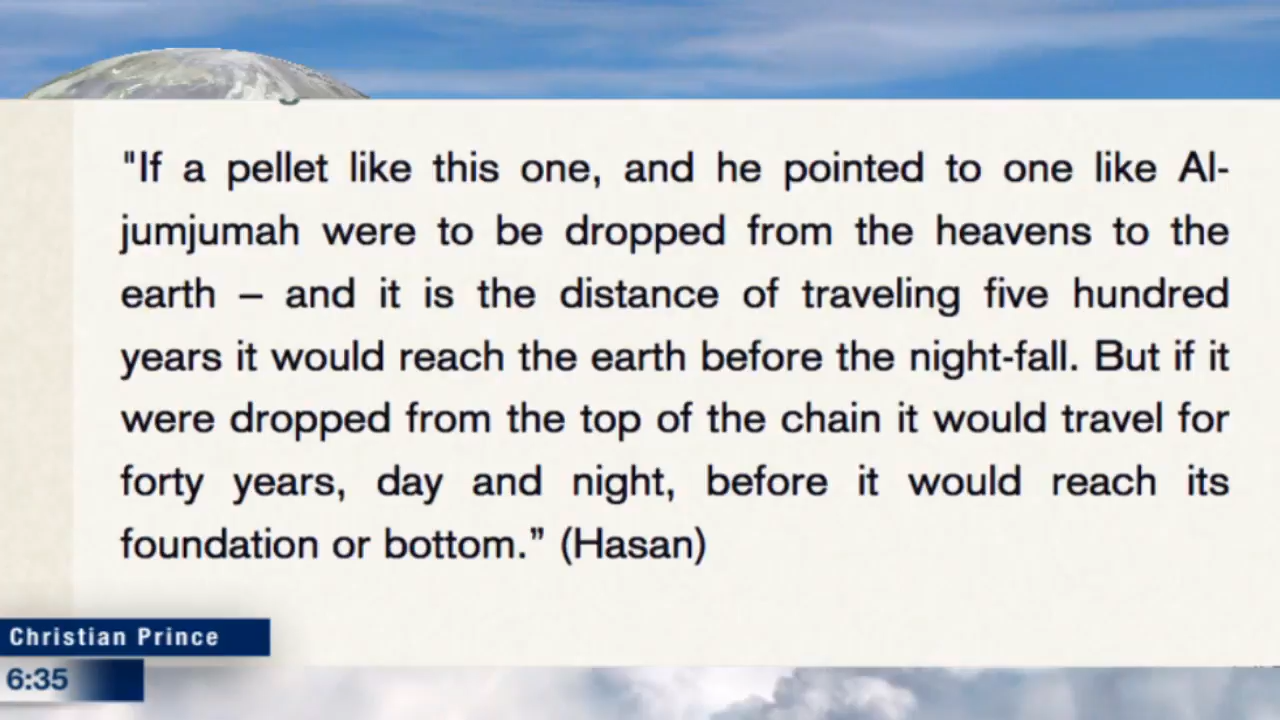 "If a pellet like this one, and he pointed to one like Al-
jumjumah were to be dropped from the heavens to the
earth – and it is the distance of traveling five hundred
years it would reach the earth before the night-fall. But if it
were dropped from the top of the chain it would travel for
forty years, day and night, before it would reach its
foundation or bottom.” (Hasan)
Christian Prince
6:35